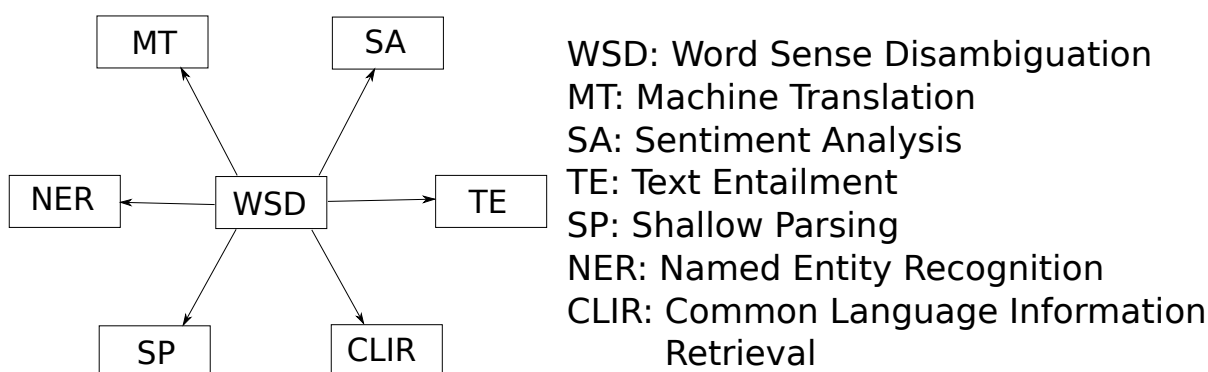 MT
SA
NER
WSD
TE
SP
CLIR
WSD: Word Sense Disambiguation
MT: Machine Translation
SA: Sentiment Analysis
TE: Text Entailment
SP: Shallow Parsing
NER: Named Entity Recognition
CLIR: Common Language Information
Retrieval